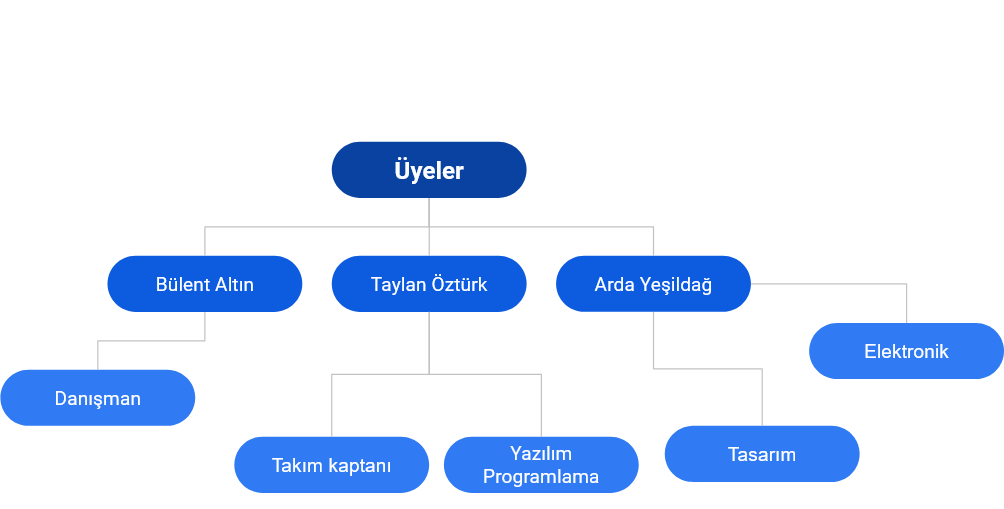 Üyeler
Bülent Altın
Taylan Öztürk
Arda Yeşildağ
Elektronik
Danışman
Takım kaptanı
Yazılım
Programlama
Tasarım